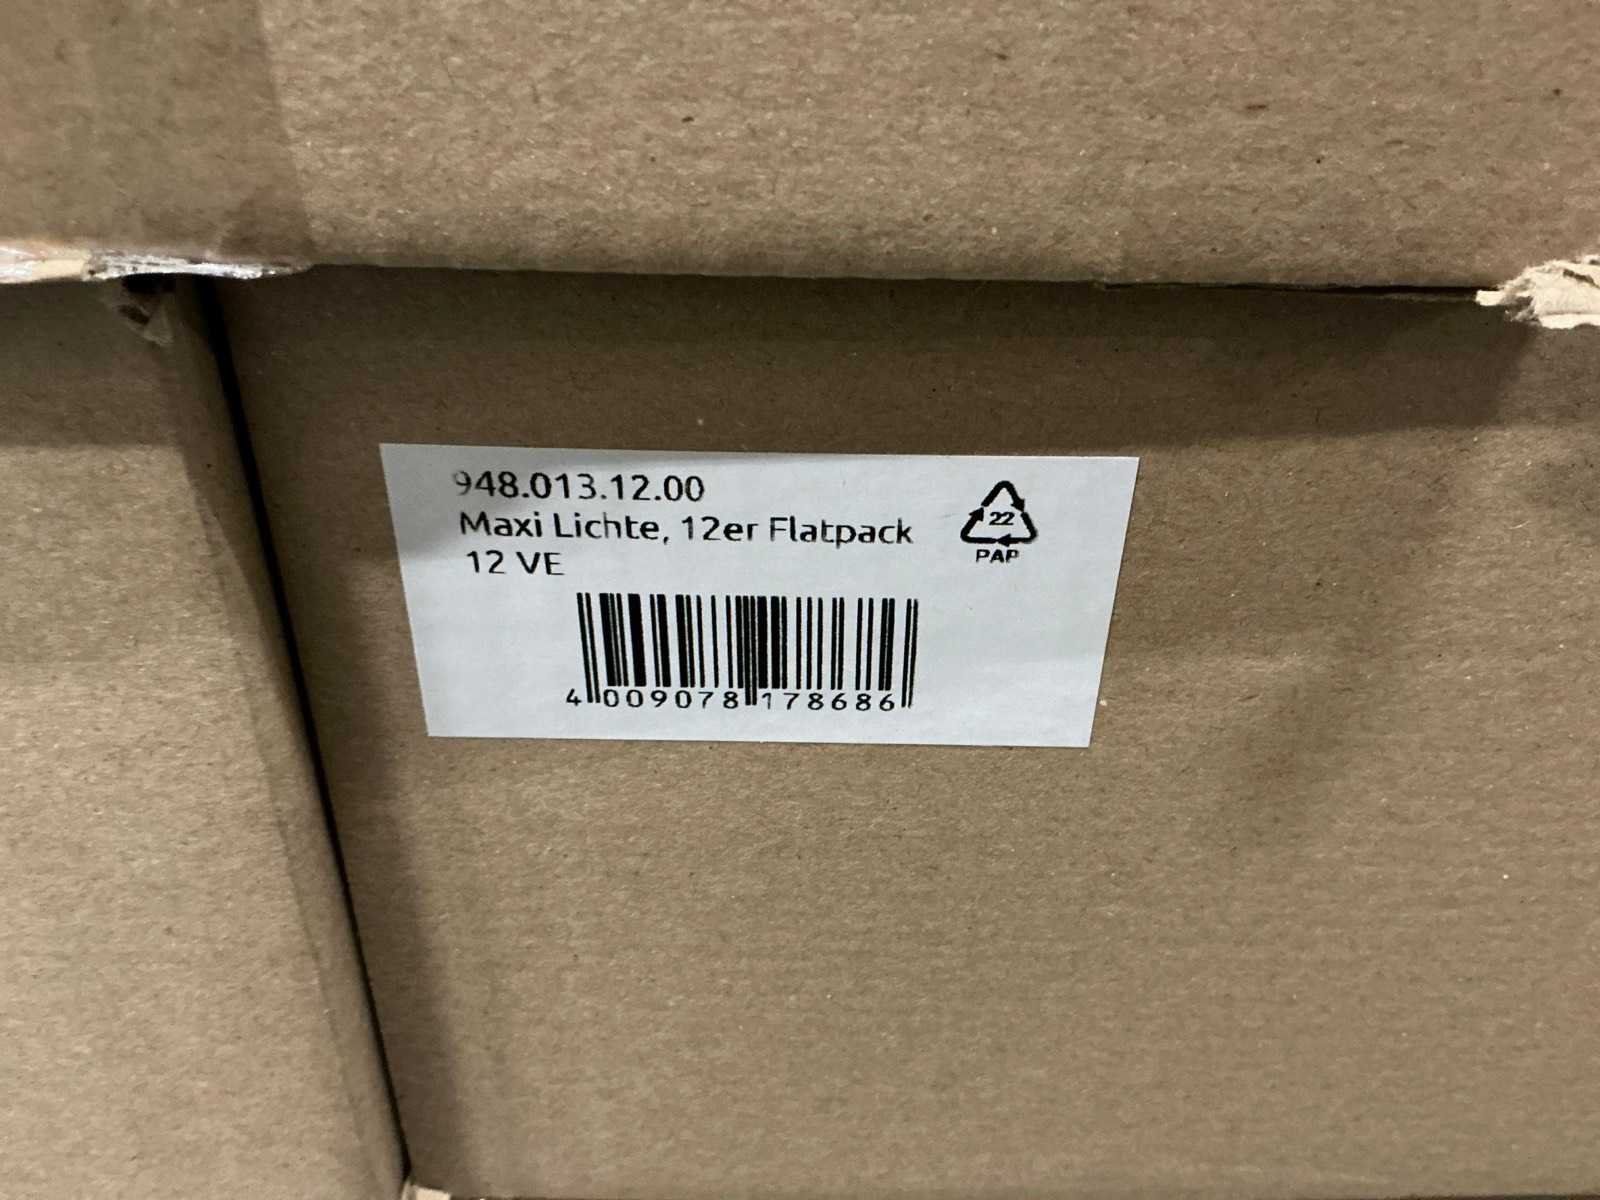 948.013.12.00
Maxi Lichte, 12er Flatpack
12 VE
22
PAP
4 009078 178686